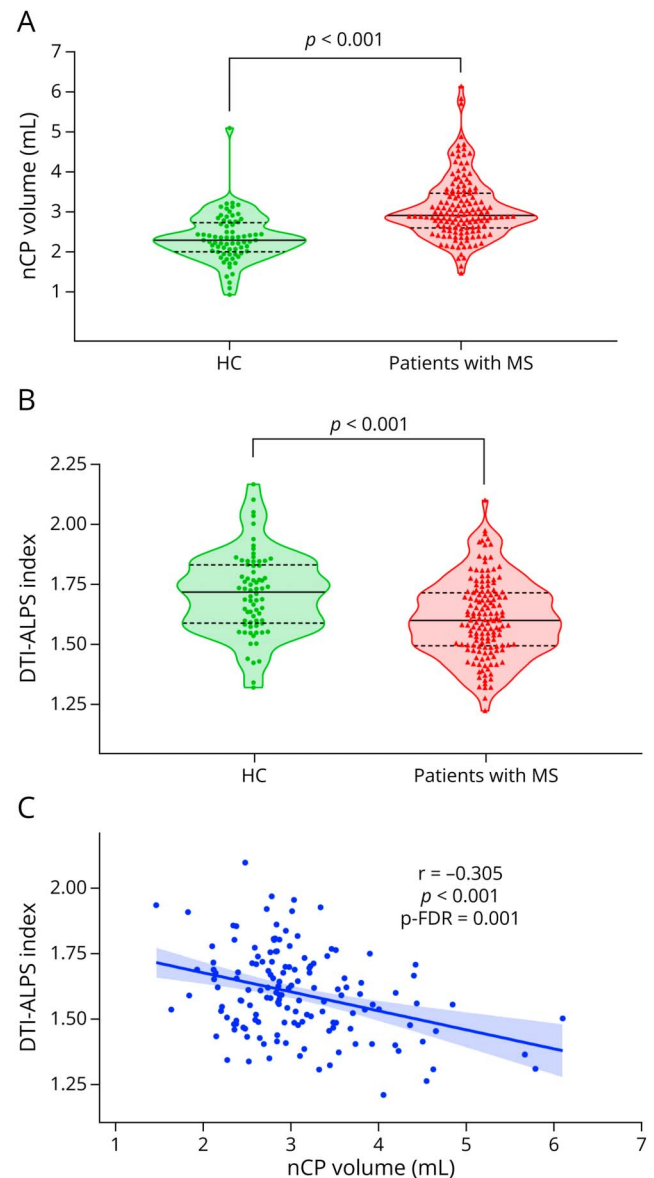 A
p < 0.001
nCP volume (mL)
7
6
5
4
3
2
1
HC
Patients with MS
B
p < 0.001
DTI-ALPS index
2.25
2.00
1.75
1.50
1.25
HC
Patients with MS
C
r = –0.305
p < 0.001
p-FDR = 0.001
DTI-ALPS index
2.00
1.75
1.50
1.25
1 2 3 4 5 6 7
nCP volume (mL)